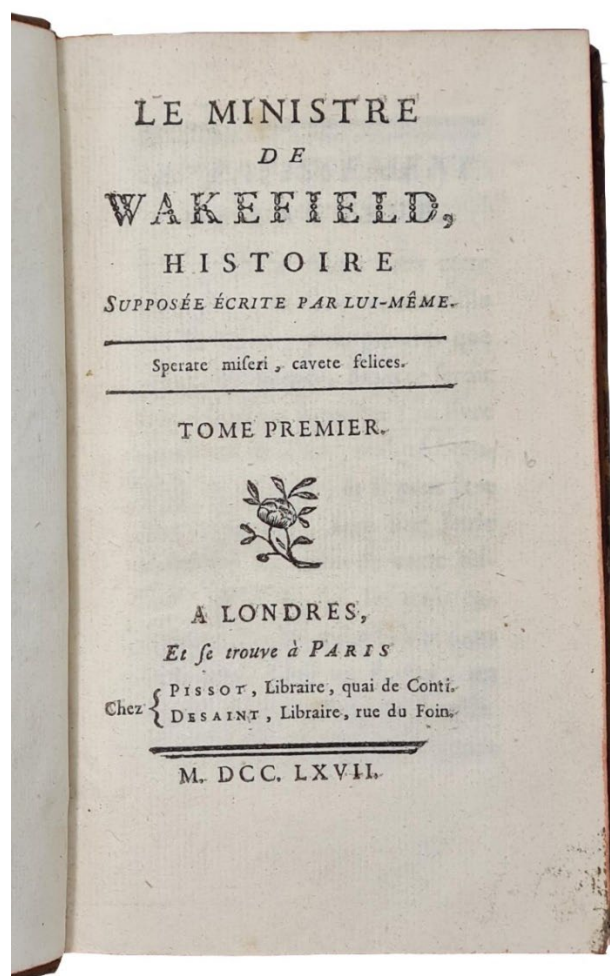 LE MINISTRE
DE
WAKEFIELD,
HISTOIRE
SUPPOSÉE ÉCRITE PAR LUI-MÊME.
Sperate miſeri, cavete felices.
TOME PREMIER.
A LONDRES,
Et ſe trouve à PARIS
Chez { PISSOT, Libraire, quai de Conti.
DESAINT, Libraire, rue du Foin.
M. DCC. LXVII.